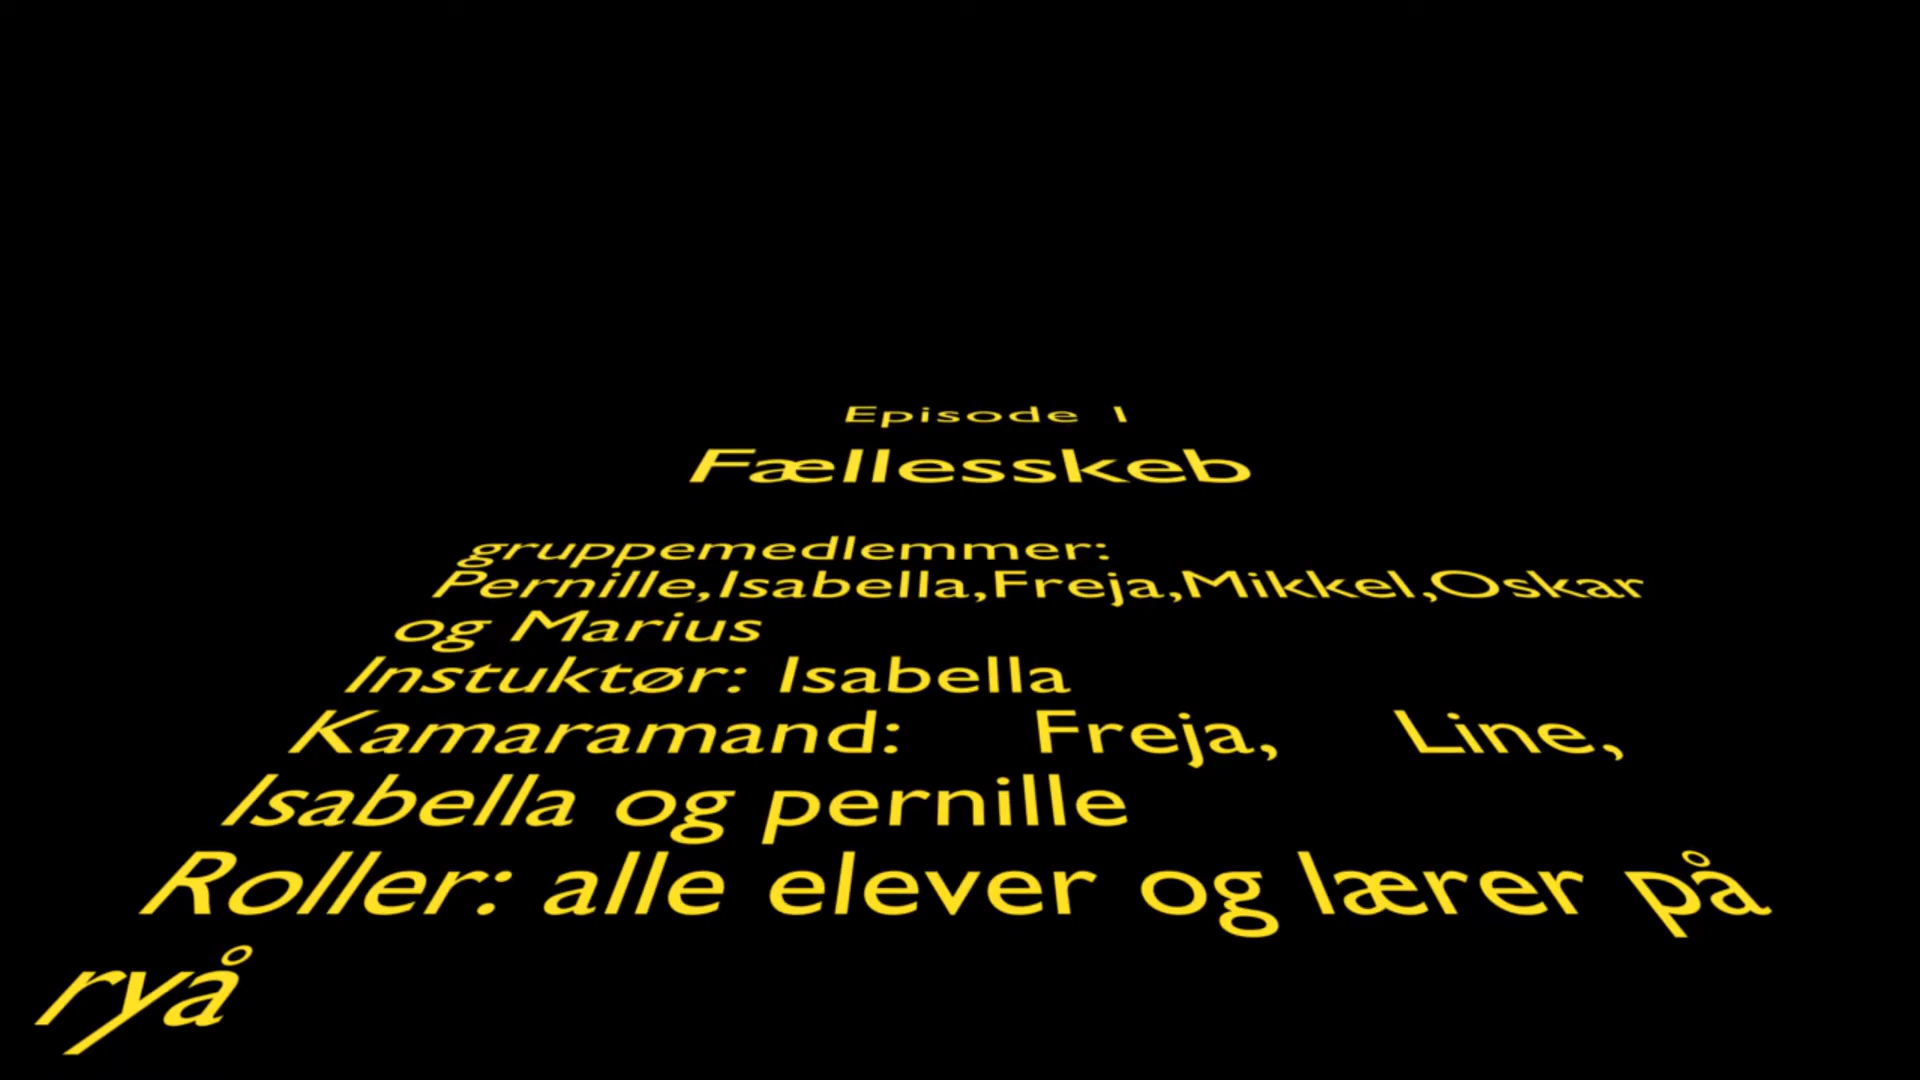 Episode I
Fællesskeb
gruppemedlemmer:
Pernille,Isabella,Freja,Mikkel,Oskar
og Marius
Instuktør: Isabella
Kamaramand: Freja, Line,
Isabella og pernille
Roller: alle elever og lærer på
ryå